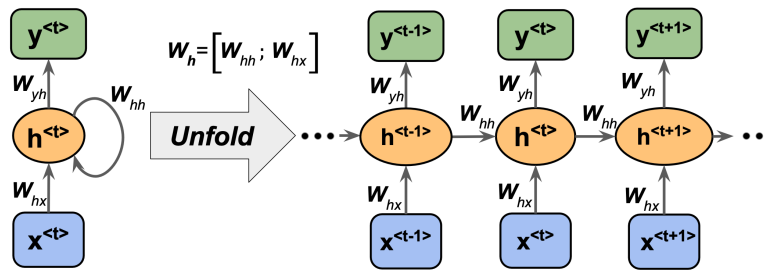 y<t>
W_yh
W_hh
h<t>
W_hx
x<t>
W_h=[W_hh ; W_hx]
Unfold
y<t-1> y<t> y<t+1>
W_yh W_yh W_yh
••• h<t-1> W_hh h<t> W_hh h<t+1> ••
W_hx W_hx W_hx
x<t-1> x<t> x<t+1>